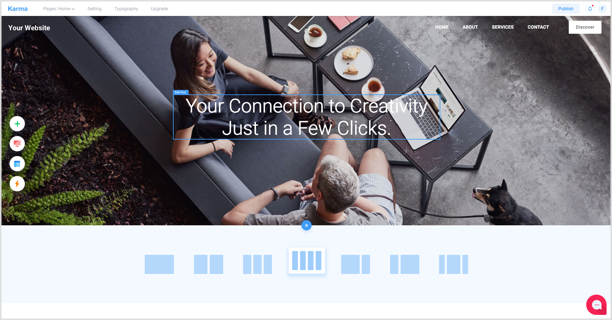 Karma
Pages: Home
Setting
Typography
Upgrade
Publish
Your Website
HOME
ABOUT
SERVICES
CONTACT
Discover
Your Connection to Creativity
Just in a Few Clicks.